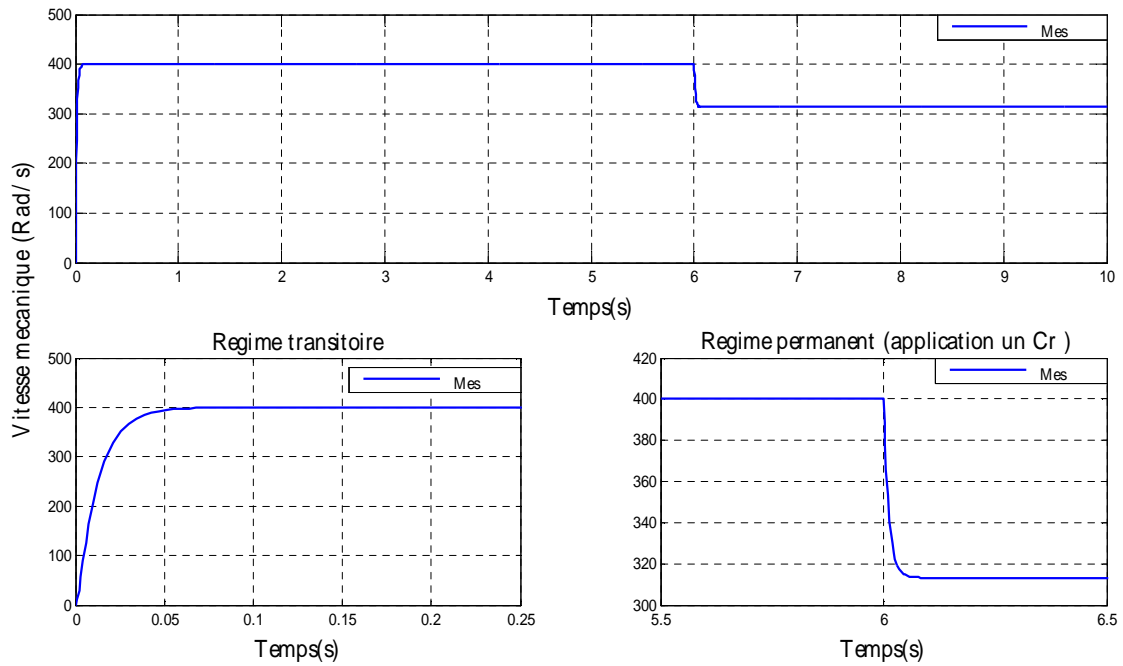 500
400
300
200
100
0
0 1 2 3 4 5 6 7 8 9 10
Mes
Temps(s)
Vitesse mecanique (Rad/s)
Regime transitoire
500
400
300
200
100
0
0 0.05 0.1 0.15 0.2 0.25
Mes
Temps(s)
Regime permanent (application un Cr )
420
400
380
360
340
320
300
5.5 6 6.5
Mes
Temps(s)